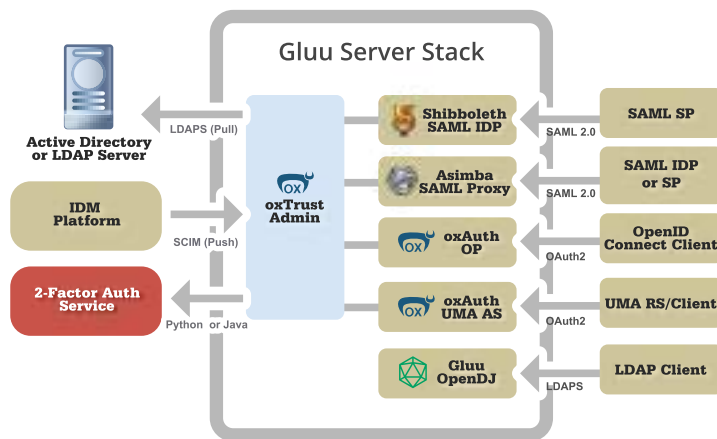 Gluu Server Stack
Active Directory
or LDAP Server
LDAPS (Pull)
IDM
Platform
SCIM (Push)
2-Factor Auth
Service
Python or Java
OX
oxTrust
Admin
Shibboleth
SAML IDP
SAML 2.0
SAML SP
Asimba
SAML Proxy
SAML 2.0
SAML IDP
or SP
OX
oxAuth
OP
OAuth2
OpenID
Connect Client
OX
oxAuth
UMA AS
OAuth2
UMA RS/Client
Gluu
OpenDJ
LDAPS
LDAP Client